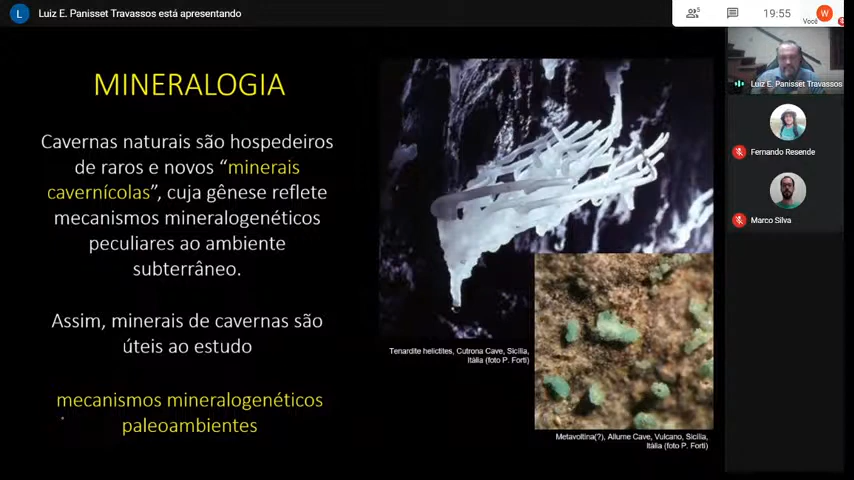 L Luiz E. Panisset Travassos está apresentando
5
19:55
W
Você
MINERALOGIA
Cavernas naturais são hospedeiros
de raros e novos “minerais
cavernícolas”, cuja gênese reflete
mecanismos mineralogenéticos
peculiares ao ambiente
subterrâneo.
Assim, minerais de cavernas são
úteis ao estudo
mecanismos mineralogenéticos
paleoambientes
Tenardite helictites, Cutrona Cave, Sicília,
Itália (foto P. Forti)
Metavoltina(?), Allume Cave, Vulcano, Sicília,
Itália (foto P. Forti)
Luiz E. Panisset Travassos
Fernando Resende
Marco Silva